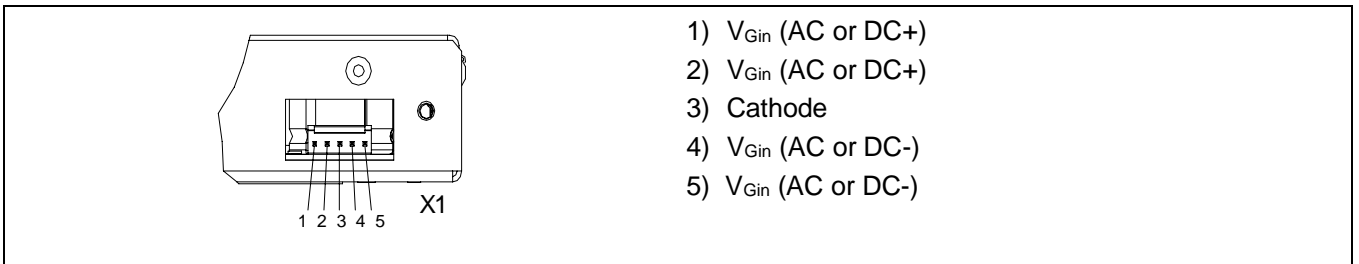 1) VGin (AC or DC+)
2) VGin (AC or DC+)
3) Cathode
4) VGin (AC or DC-)
5) VGin (AC or DC-)
X1
1 2 3 4 5